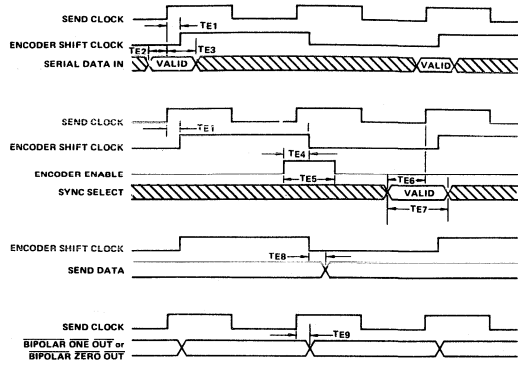 SEND CLOCK
TE1
ENCODER SHIFT CLOCK
TE2
TE3
SERIAL DATA IN
VALID
VALID
SEND CLOCK
TE1
ENCODER SHIFT CLOCK
TE4
ENCODER ENABLE
TE5
TE6
SYNC SELECT
VALID
TE7
ENCODER SHIFT CLOCK
TE8
SEND DATA
SEND CLOCK
TE9
BIPOLAR ONE OUT or
BIPOLAR ZERO OUT